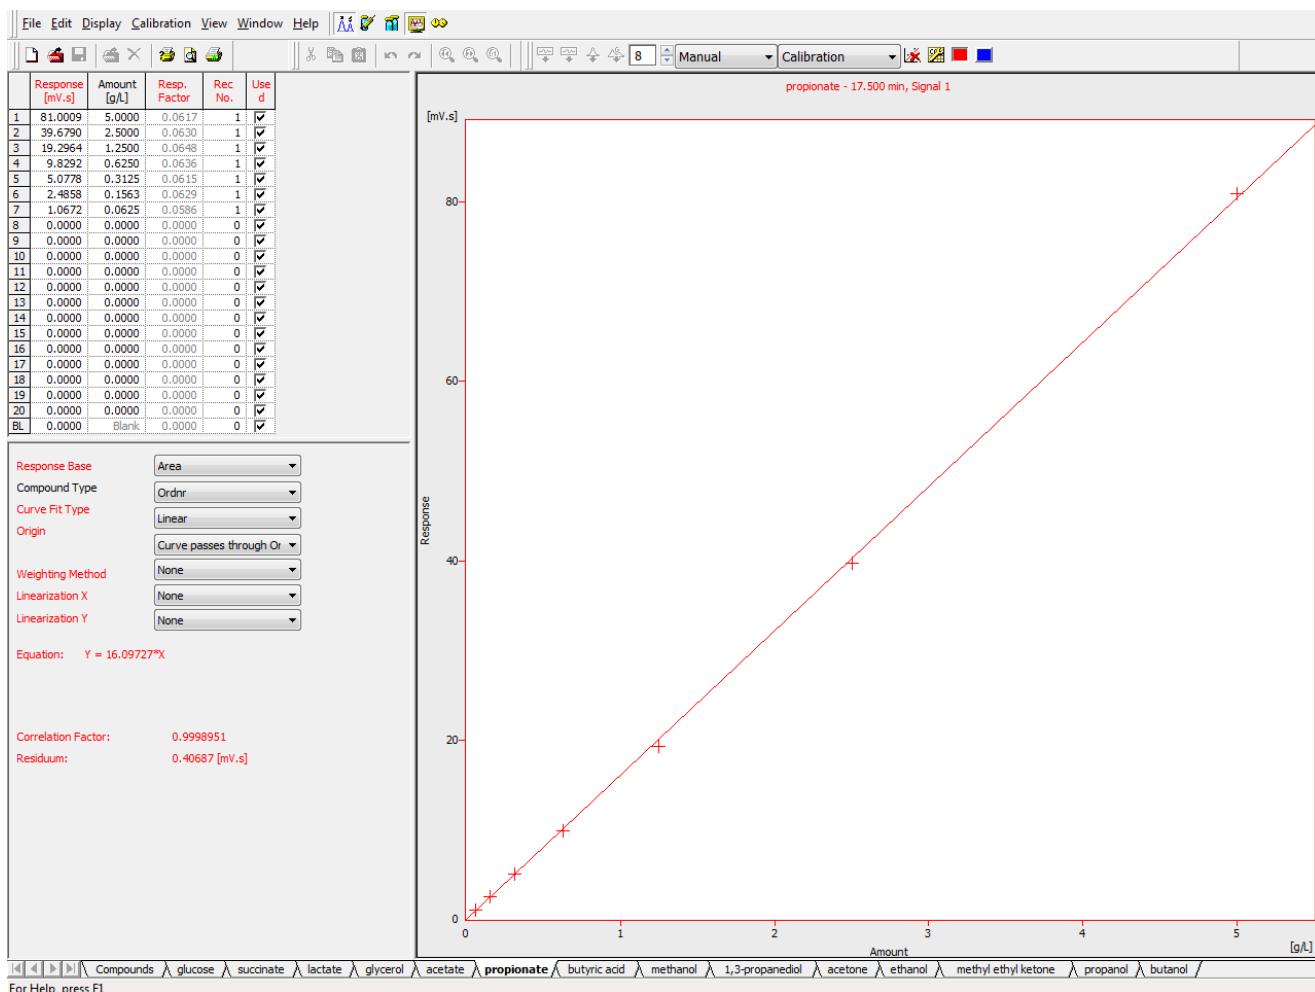 File Edit Display Calibration View Window Help
8 Manual Calibration
Response [mV.s] Amount [g/L] Resp. Factor Rec No. Use d
1 81.0009 5.0000 0.0617 1
2 39.6790 2.5000 0.0630 1
3 19.2964 1.2500 0.0648 1
4 9.8292 0.6250 0.0636 1
5 5.0778 0.3125 0.0615 1
6 2.4858 0.1563 0.0629 1
7 1.0672 0.0625 0.0586 1
8 0.0000 0.0000 0.0000 0
9 0.0000 0.0000 0.0000 0
10 0.0000 0.0000 0.0000 0
11 0.0000 0.0000 0.0000 0
12 0.0000 0.0000 0.0000 0
13 0.0000 0.0000 0.0000 0
14 0.0000 0.0000 0.0000 0
15 0.0000 0.0000 0.0000 0
16 0.0000 0.0000 0.0000 0
17 0.0000 0.0000 0.0000 0
18 0.0000 0.0000 0.0000 0
19 0.0000 0.0000 0.0000 0
20 0.0000 0.0000 0.0000 0
BL 0.0000 Blank 0.0000 0
Response Base Area
Compound Type Ordnr
Curve Fit Type Linear
Origin Curve passes through Or
Weighting Method None
Linearization X None
Linearization Y None
Equation: Y = 16.09727*X
Correlation Factor: 0.9998951
Residuum: 0.40687 [mV.s]
propionate - 17.500 min, Signal 1
[mV.s]
80
60
Response
40
20
0
0 1 2 3 4 5
Amount [g/L]
Compounds glucose succinate lactate glycerol acetate propionate butyric acid methanol 1,3-propanediol acetone ethanol methyl ethyl ketone propanol butanol
For Help, press F1